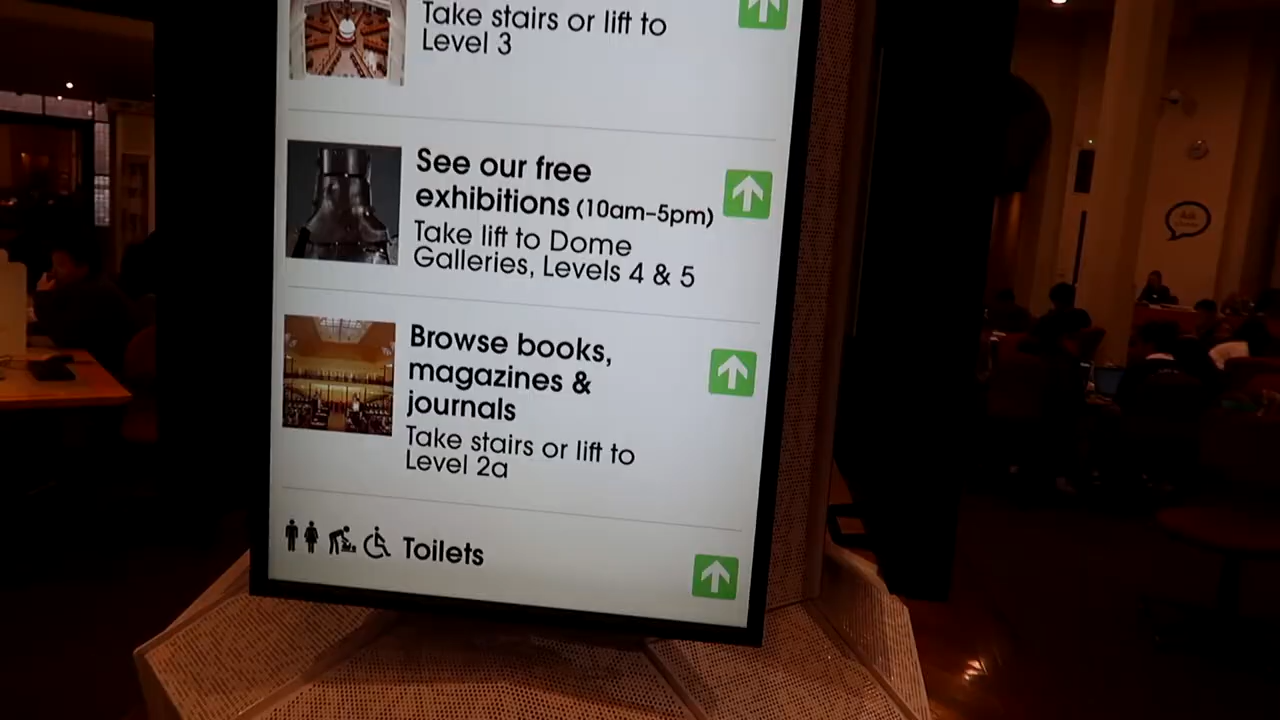 Take stairs or lift to
Level 3
See our free
exhibitions (10am–5pm)
Take lift to Dome
Galleries, Levels 4 & 5
Browse books,
magazines &
journals
Take stairs or lift to
Level 2a
Toilets